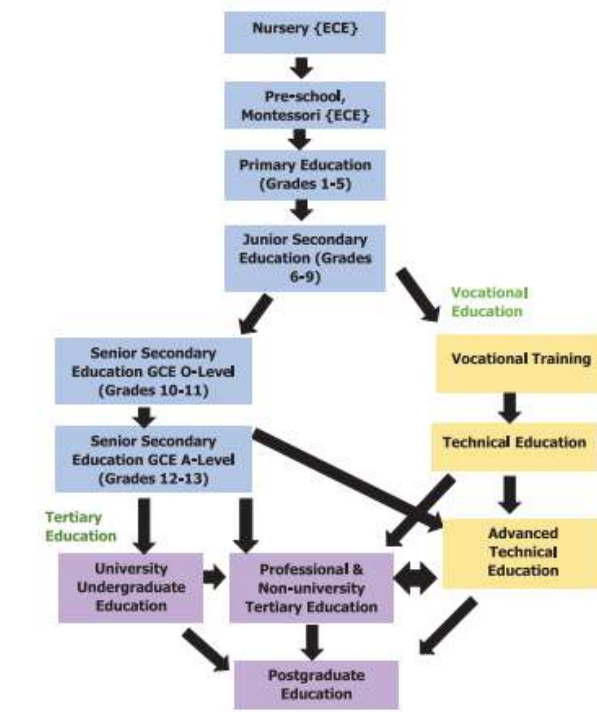 Nursery {ECE}
Pre-school,
Montessori {ECE}
Primary Education
(Grades 1-5)
Junior Secondary
Education (Grades
6-9)
Vocational
Education
Senior Secondary
Education GCE O-Level
(Grades 10-11)
Vocational Training
Senior Secondary
Education GCE A-Level
(Grades 12-13)
Technical Education
Tertiary
Education
University
Undergraduate
Education
Professional &
Non-university
Tertiary Education
Advanced
Technical
Education
Postgraduate
Education